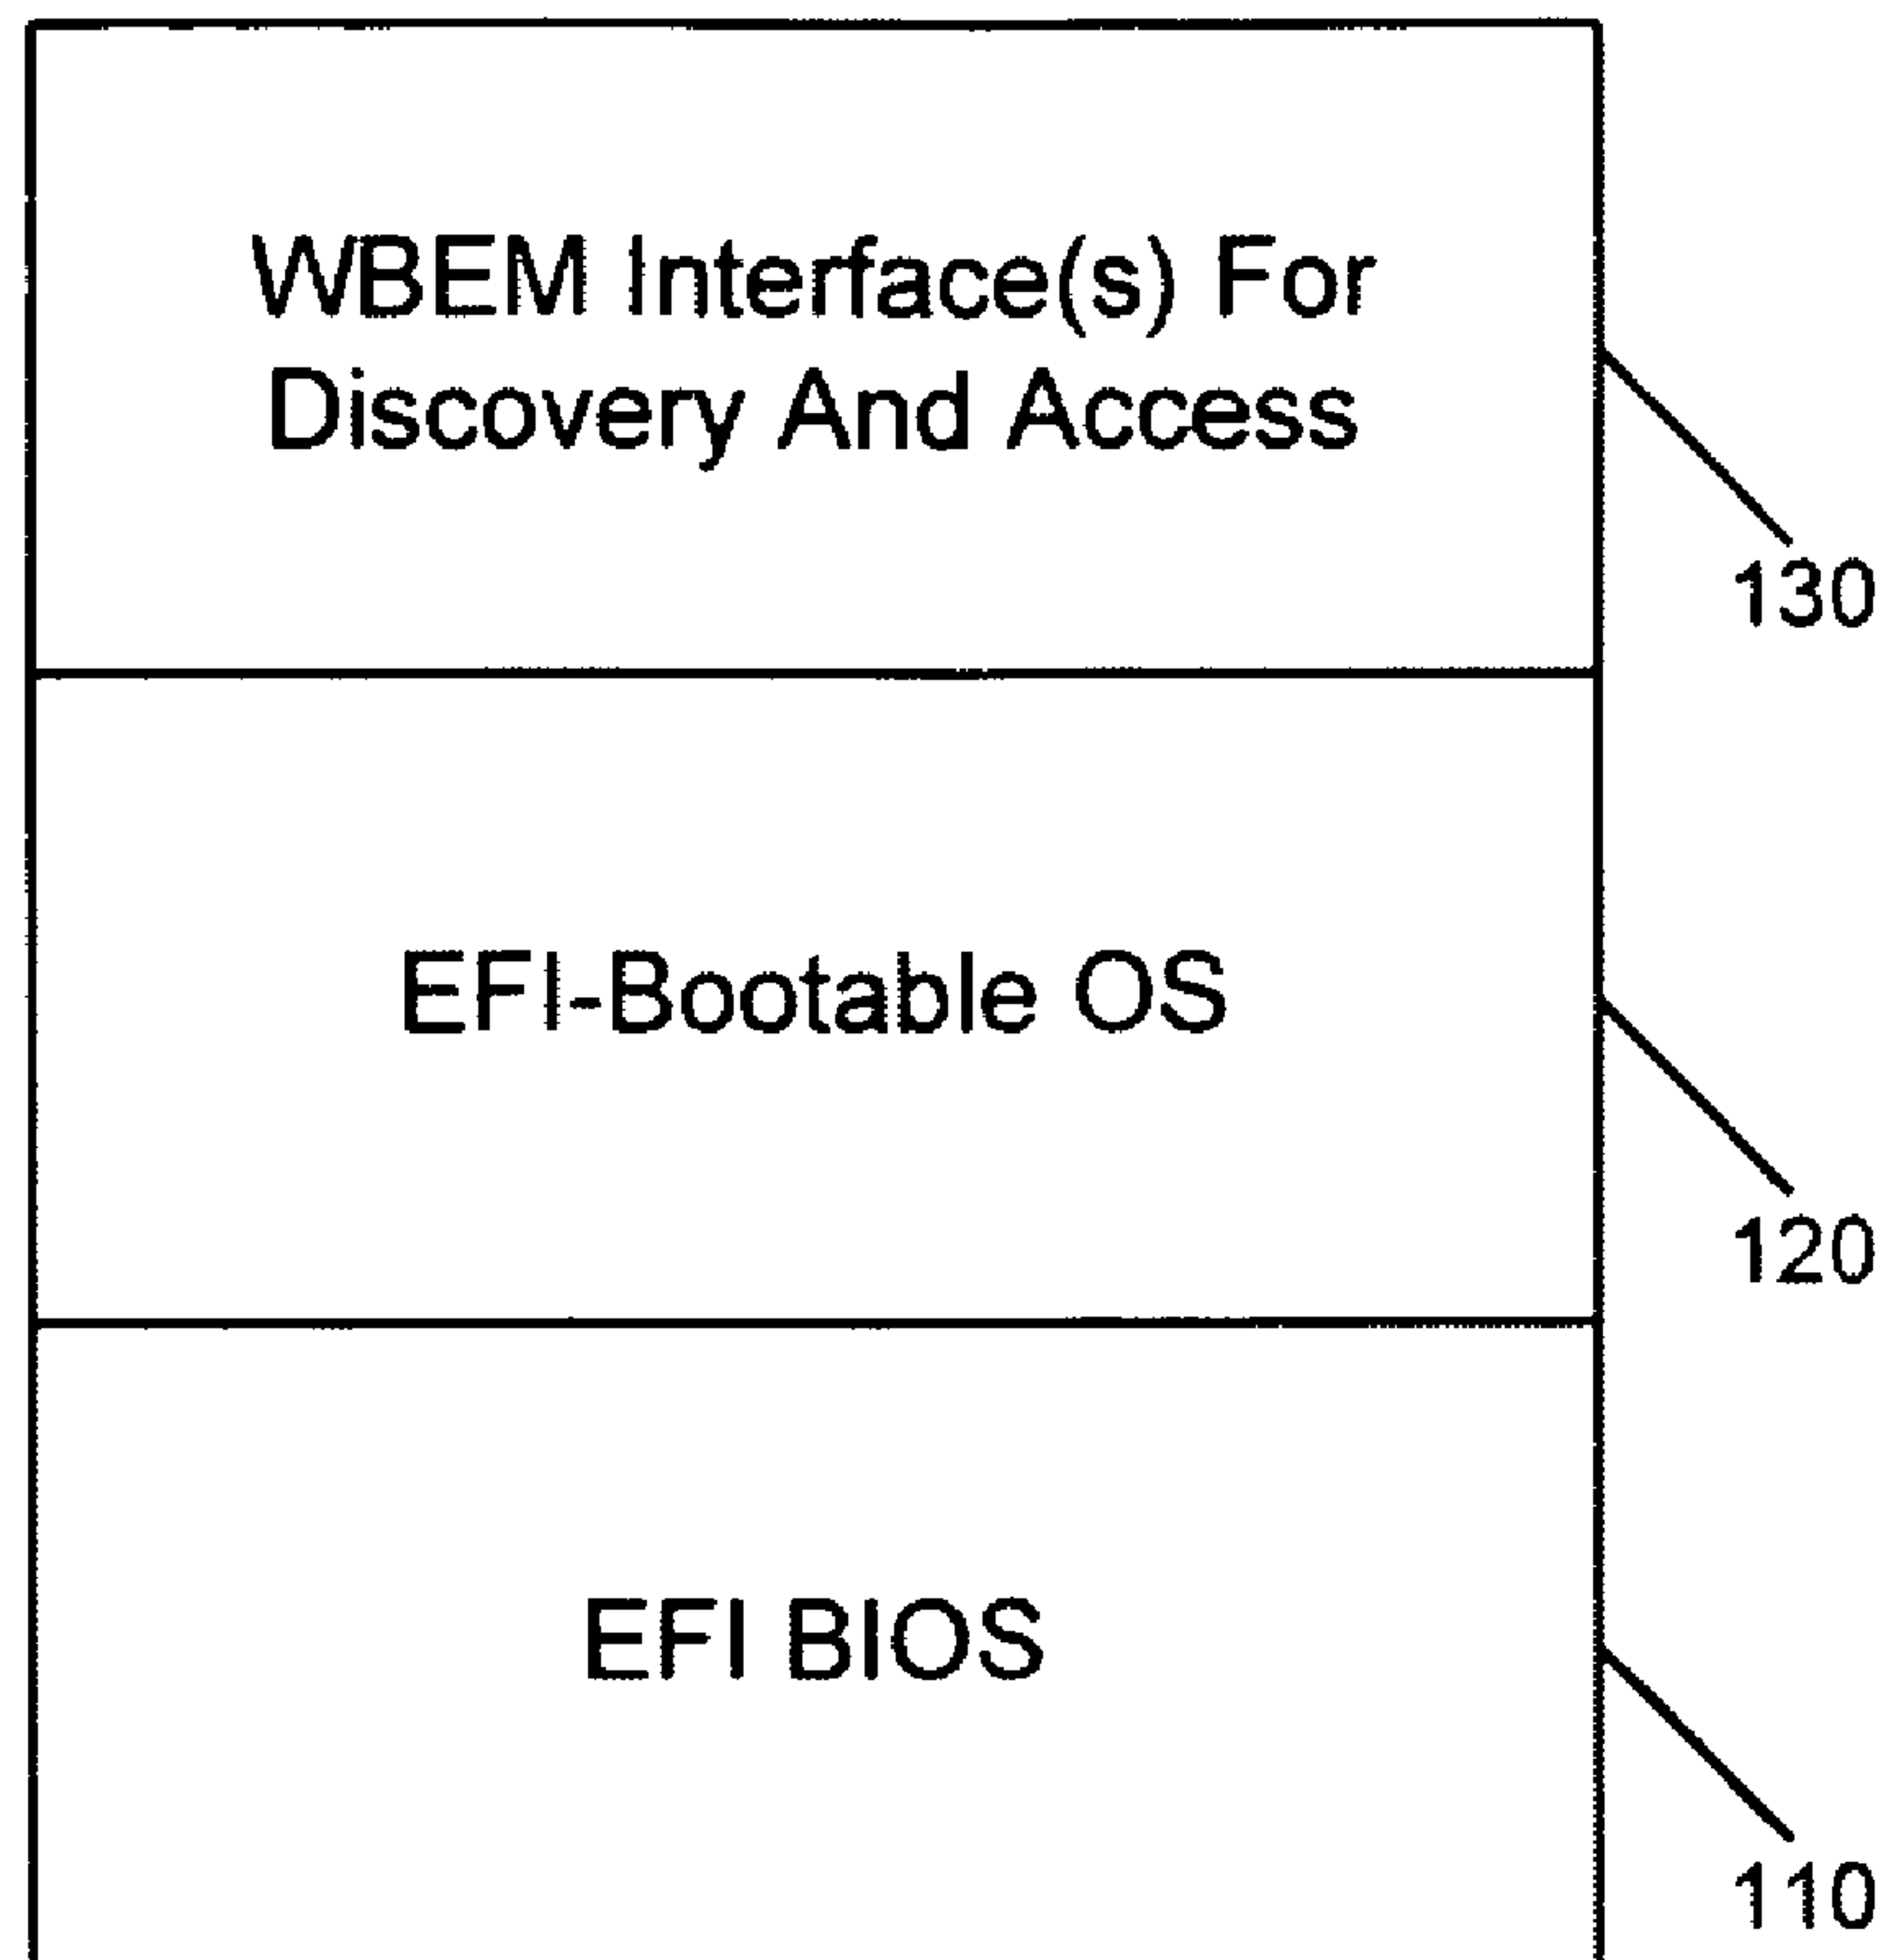 WBEM Interface(s) For
Discovery And Access
130
EFI-Bootable OS
120
EFI BIOS
110